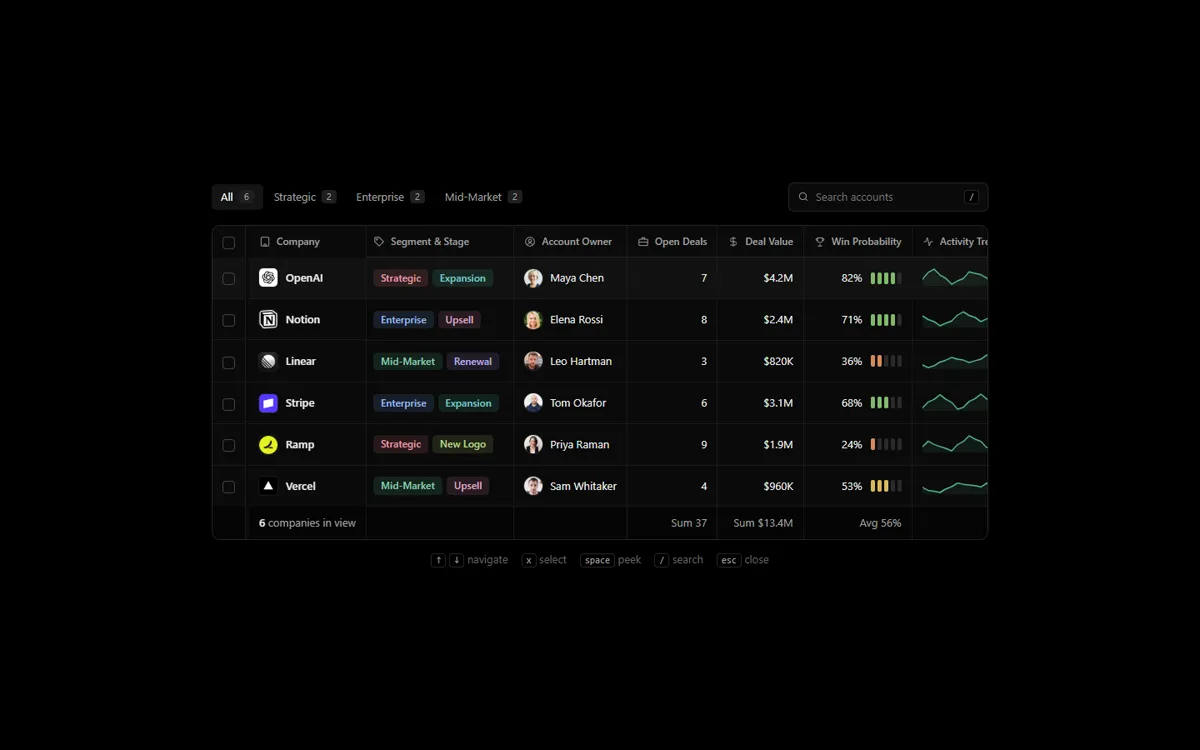 All 6 Strategic 2 Enterprise 2 Mid-Market 2 Search accounts /
Company Segment & Stage Account Owner Open Deals Deal Value Win Probability Activity Tre
OpenAI Strategic Expansion Maya Chen 7 $4.2M 82%
Notion Enterprise Upsell Elena Rossi 8 $2.4M 71%
Linear Mid-Market Renewal Leo Hartman 3 $820K 36%
Stripe Enterprise Expansion Tom Okafor 6 $3.1M 68%
Ramp Strategic New Logo Priya Raman 9 $1.9M 24%
Vercel Mid-Market Upsell Sam Whitaker 4 $960K 53%
6 companies in view Sum 37 Sum $13.4M Avg 56%
↑ ↓ navigate x select space peek / search esc close